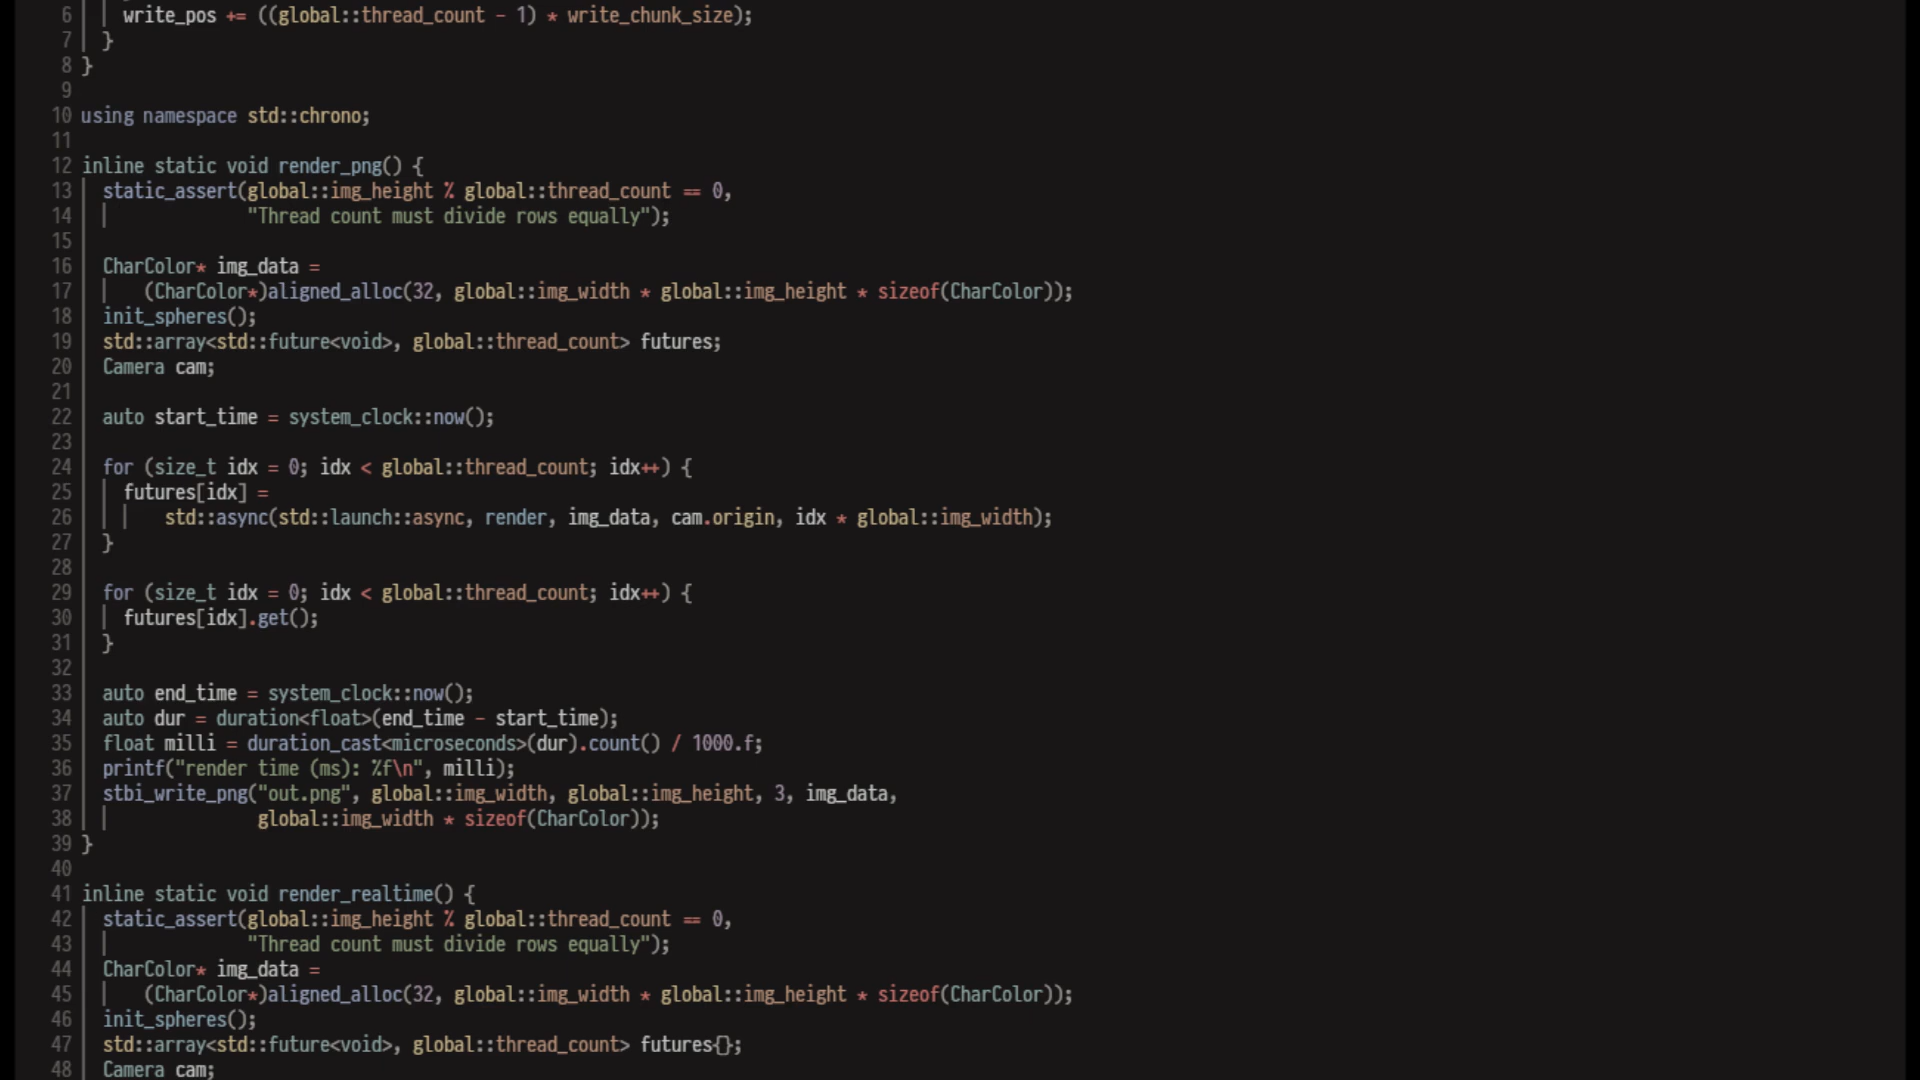 6 write_pos += ((global::thread_count - 1) * write_chunk_size);
7 }
8 }
9
10 using namespace std::chrono;
11
12 inline static void render_png() {
13 static_assert(global::img_height % global::thread_count == 0,
14 "Thread count must divide rows equally");
15
16 CharColor* img_data =
17 (CharColor*)aligned_alloc(32, global::img_width * global::img_height * sizeof(CharColor));
18 init_spheres();
19 std::array<std::future<void>, global::thread_count> futures;
20 Camera cam;
21
22 auto start_time = system_clock::now();
23
24 for (size_t idx = 0; idx < global::thread_count; idx++) {
25 futures[idx] =
26 std::async(std::launch::async, render, img_data, cam.origin, idx * global::img_width);
27 }
28
29 for (size_t idx = 0; idx < global::thread_count; idx++) {
30 futures[idx].get();
31 }
32
33 auto end_time = system_clock::now();
34 auto dur = duration<float>(end_time - start_time);
35 float milli = duration_cast<microseconds>(dur).count() / 1000.f;
36 printf("render time (ms): %f\n", milli);
37 stbi_write_png("out.png", global::img_width, global::img_height, 3, img_data,
38 global::img_width * sizeof(CharColor));
39 }
40
41 inline static void render_realtime() {
42 static_assert(global::img_height % global::thread_count == 0,
43 "Thread count must divide rows equally");
44 CharColor* img_data =
45 (CharColor*)aligned_alloc(32, global::img_width * global::img_height * sizeof(CharColor));
46 init_spheres();
47 std::array<std::future<void>, global::thread_count> futures{};
48 Camera cam;